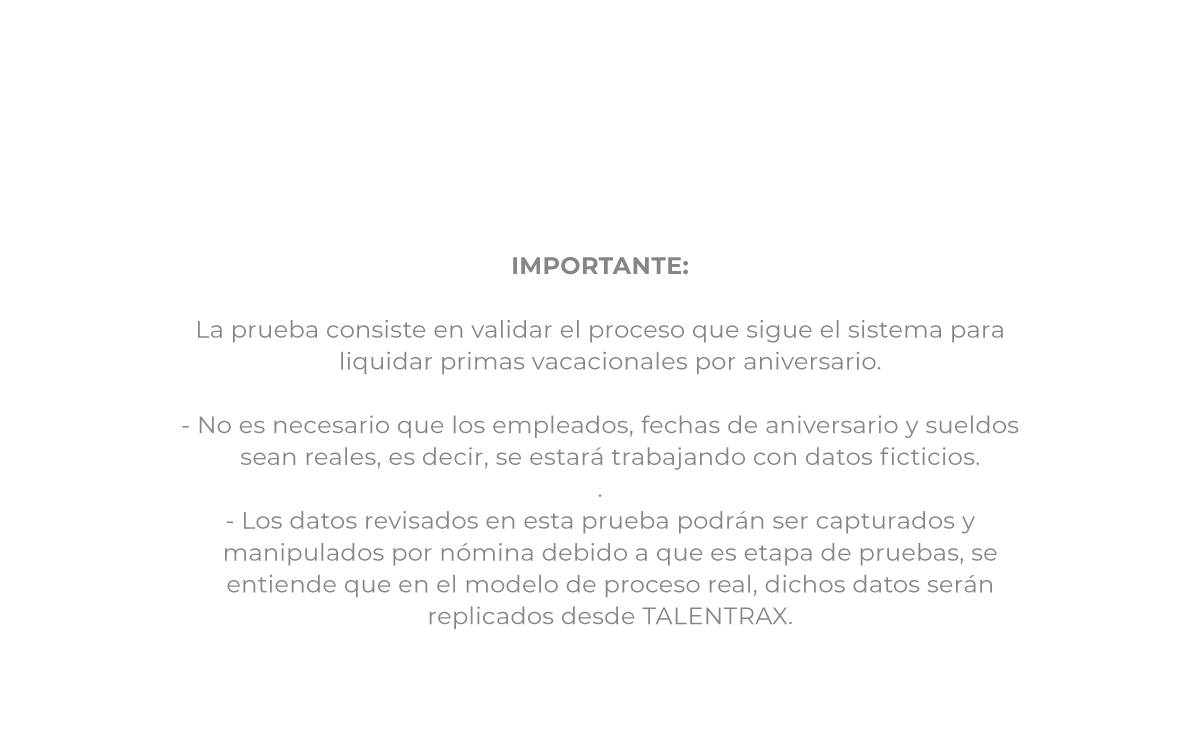 IMPORTANTE:
La prueba consiste en validar el proceso que sigue el sistema para
liquidar primas vacacionales por aniversario.
- No es necesario que los empleados, fechas de aniversario y sueldos
sean reales, es decir, se estará trabajando con datos ficticios.
.
- Los datos revisados en esta prueba podrán ser capturados y
manipulados por nómina debido a que es etapa de pruebas, se
entiende que en el modelo de proceso real, dichos datos serán
replicados desde TALENTRAX.